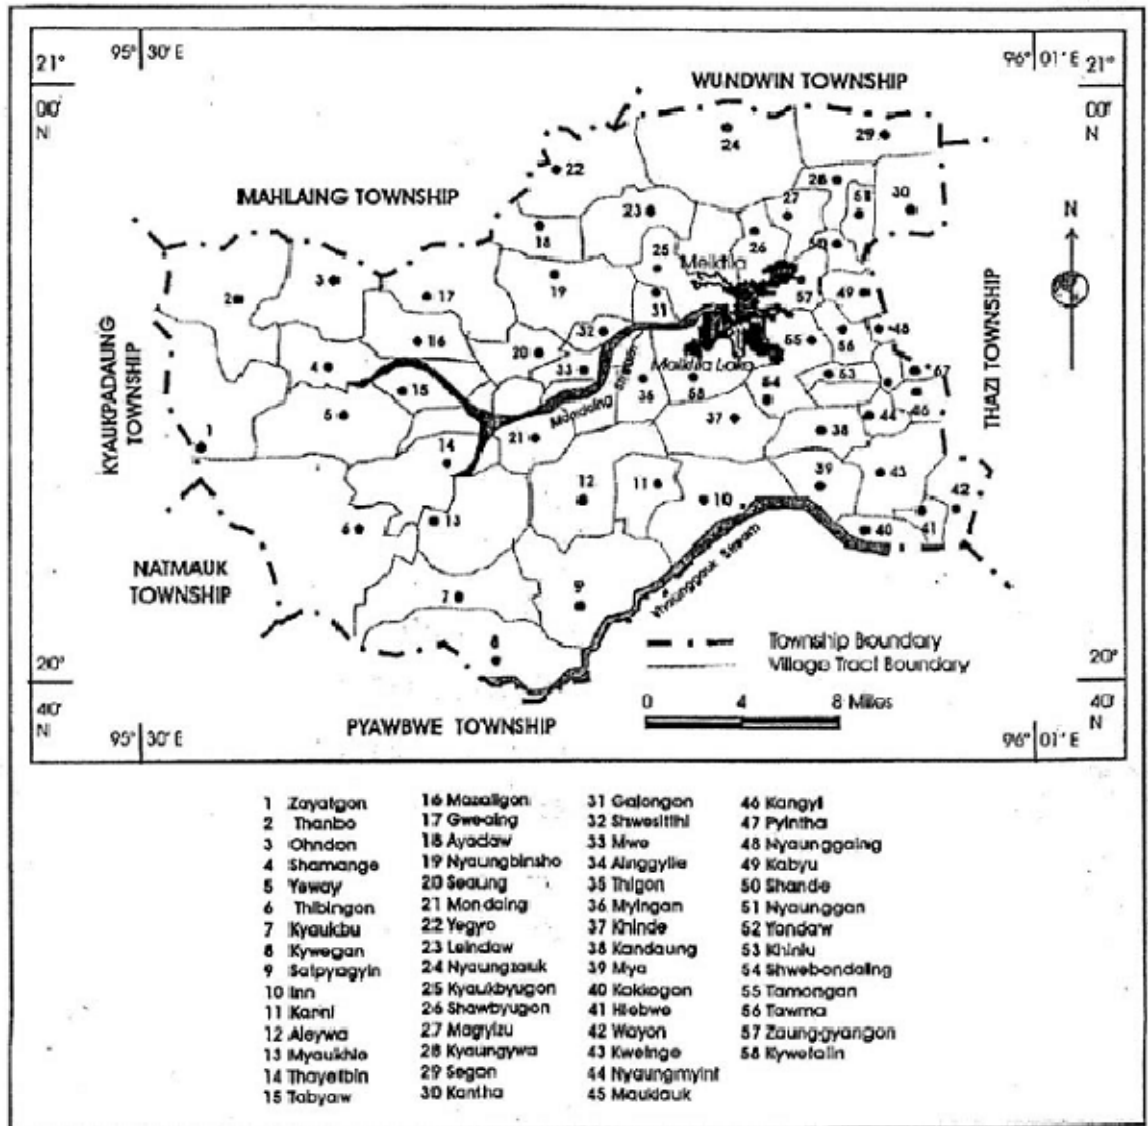 95° 30' E
96° 01' E
21° 00' N
21° 00' N
WUNDWIN TOWNSHIP
MAHLAING TOWNSHIP
KYAUKPADAUNG TOWNSHIP
NATMAUK TOWNSHIP
PYAWBWE TOWNSHIP
THAZI TOWNSHIP
N
Meiktila
Meiktila Lake
Mondaing Stream
Township Boundary
Village Tract Boundary
0 4 8 Miles
20° 40' N
20° 40' N
95° 30' E
96° 01' E
1 Zayatgon
2 Thanbo
3 Ohndon
4 Shamange
5 Yeway
6 Thibingon
7 Kyaukbu
8 Kywegan
9 Satpyagyin
10 Inn
11 Kanni
12 Aleywa
13 Myaukhle
14 Thayetbin
15 Tabyaw
16 Mazaligon
17 Gweaing
18 Ayadaw
19 Nyaungbinsho
20 Seaung
21 Mondaing
22 Yegyo
23 Leindaw
24 Nyaungzauk
25 Kyaukbyugon
26 Shawbyugon
27 Magyizu
28 Kyaungywa
29 Segan
30 Kantha
31 Galongon
32 Shwesitthi
33 Mwe
34 Ainggyile
35 Thigon
36 Myingam
37 Khinde
38 Kandaung
39 Mya
40 Kokkogon
41 Htebwe
42 Wayon
43 Kweinge
44 Nyaungmyint
45 Mauklauk
46 Kangyi
47 Pyintha
48 Nyaunggaing
49 Kabyu
50 Shande
51 Nyaunggan
52 Yondaw
53 Khinlu
54 Shwebondaing
55 Tamongan
56 Tawma
57 Zaunggyangon
58 Kywetalin